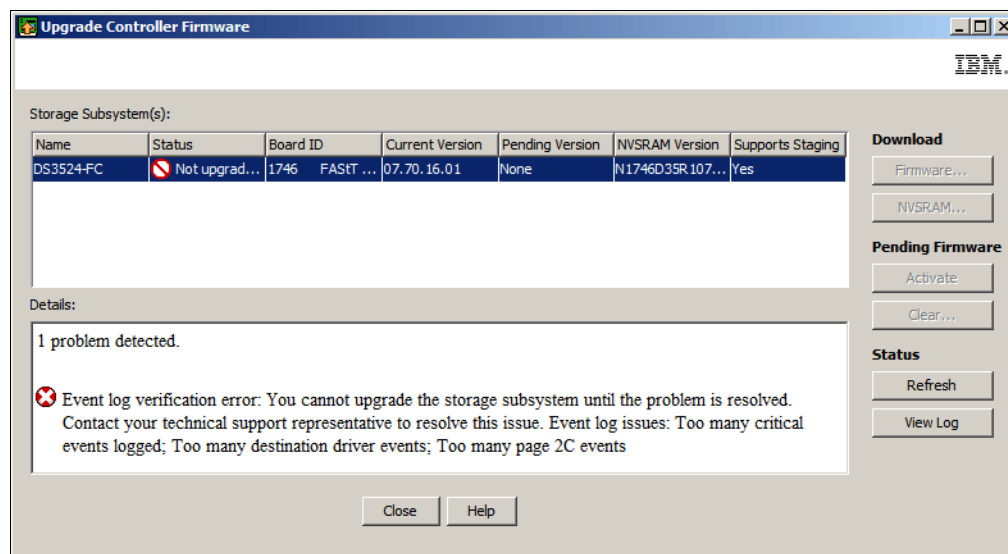 Upgrade Controller Firmware
IBM.
Storage Subsystem(s):
Name Status Board ID Current Version Pending Version NVSRAM Version Supports Staging
DS3524-FC Not upgrad... 1746 FAStT ... 07.70.16.01 None N1746D35R107... Yes
Download
Firmware...
NVSRAM...
Pending Firmware
Activate
Clear...
Status
Refresh
View Log
Details:
1 problem detected.
Event log verification error: You cannot upgrade the storage subsystem until the problem is resolved.
Contact your technical support representative to resolve this issue. Event log issues: Too many critical
events logged; Too many destination driver events; Too many page 2C events
Close Help